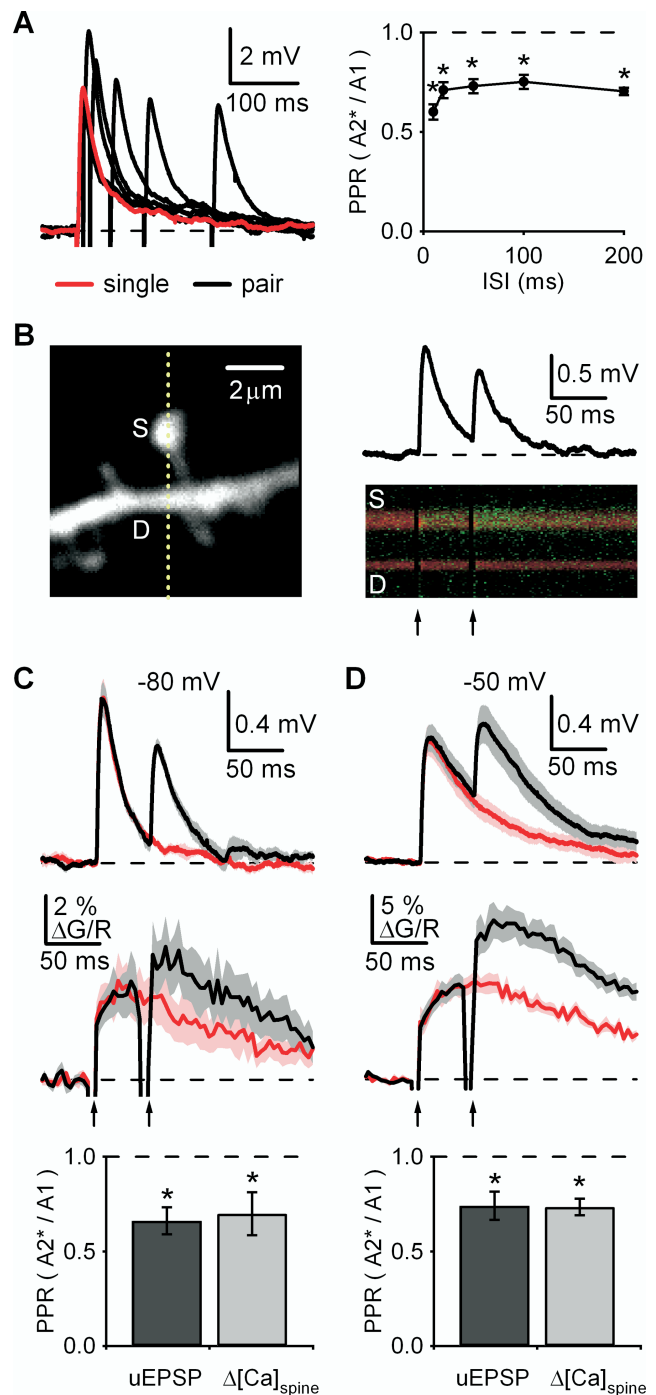 A
2 mV
100 ms
single
pair
PPR ( A2* / A1)
1.0
0.5
0.0
* * * * *
0 100 200
ISI (ms)
B
S
D
2 µm
0.5 mV
50 ms
S
D
C
-80 mV
0.4 mV
50 ms
2 %
ΔG/R
50 ms
PPR ( A2* / A1)
1.0
0.5
0.0
* *
uEPSP Δ[Ca]spine
D
-50 mV
0.4 mV
50 ms
5 %
ΔG/R
50 ms
PPR ( A2* / A1)
1.0
0.5
0.0
* *
uEPSP Δ[Ca]spine